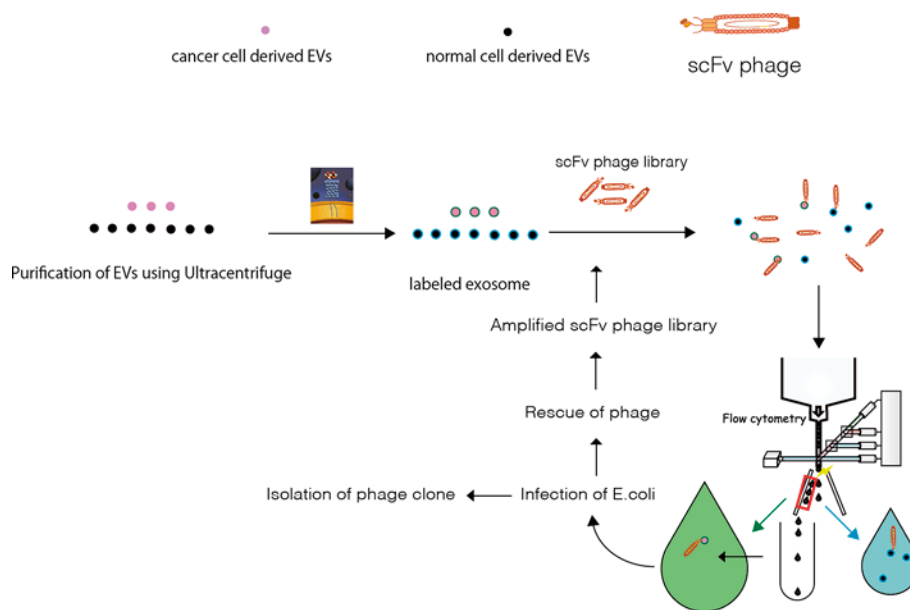 cancer cell derived EVs
normal cell derived EVs
scFv phage
scFv phage library
Purification of EVs using Ultracentrifuge
labeled exosome
Amplified scFv phage library
Rescue of phage
Flow cytometry
Isolation of phage clone
Infection of E.coli